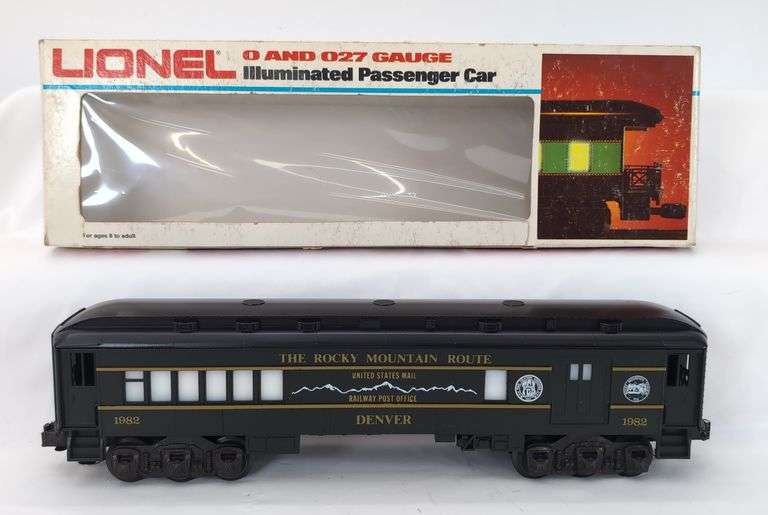 LIONEL®
O AND O27 GAUGE
Illuminated Passenger Car
For ages 8 to adult
THE ROCKY MOUNTAIN ROUTE
UNITED STATES MAIL
RAILWAY POST OFFICE
1982
DENVER
1982